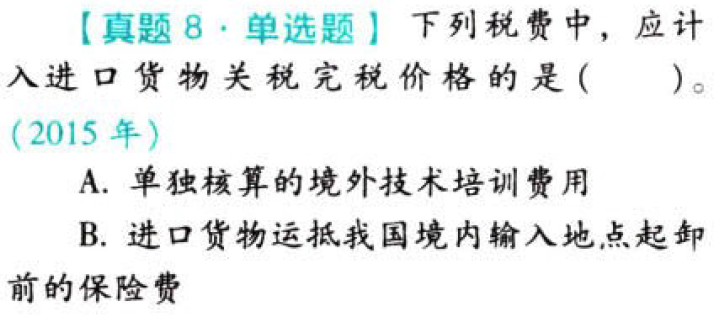 【真题 8·单选题】 下列税费中，应计
入进口货物关税完税价格的是(　　)。
(2015 年)
A. 单独核算的境外技术培训费用
B. 进口货物运抵我国境内输入地点起卸
前的保险费